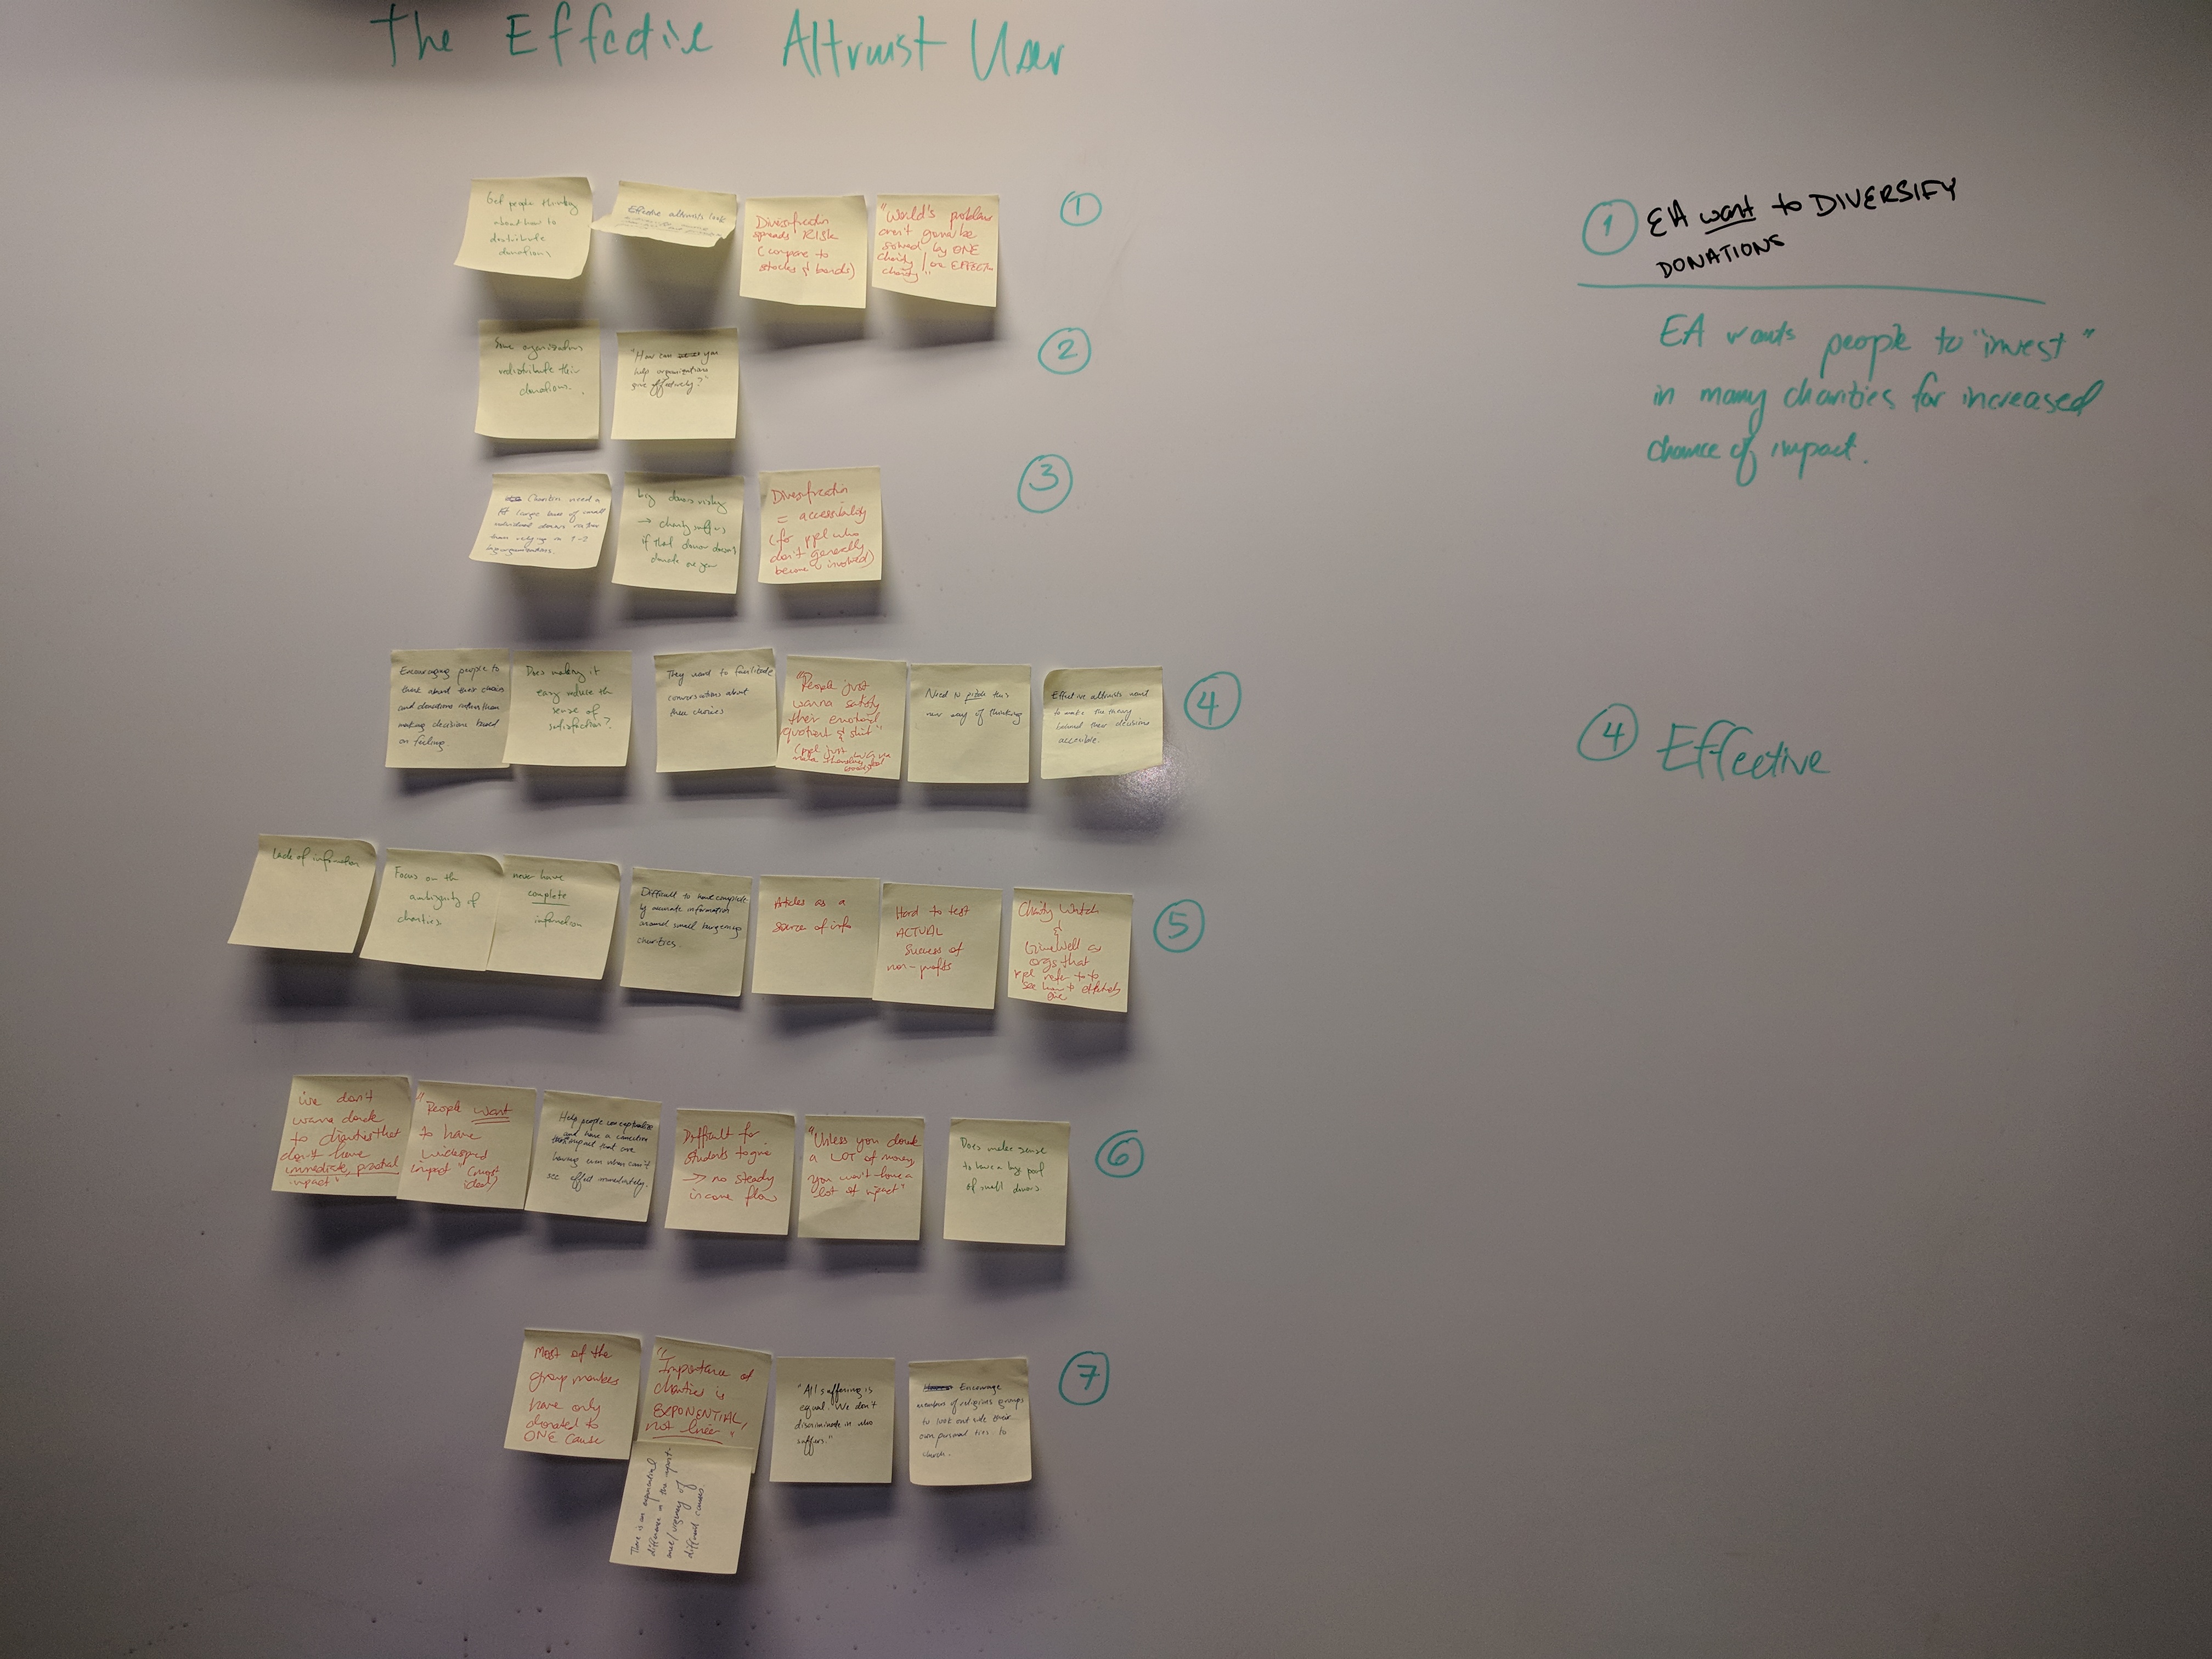 The Effective Altruist User
Get people thinking
about how to
distribute
donations
Effective altruists look
Diversification
spreads RISK
(compare to
stocks & bonds)
"World's problems
aren't gonna be
solved by ONE
charity / one EFFECTIVE
charity"
①
Some organizations
redistribute their
donations.
"How can you
help organizations
give effectively?"
②
Charities need a
large base of small
individual donors rather
than relying on 1-2
big organizations.
big donors risky
→ charity suffers
if that donor doesn't
donate one year
Diversification
= accessibility
(for ppl who
don't generally
become involved)
③
Encouraging people to
think about their choices
and donations rather than
making decisions based
on feeling.
Does making it
easy reduce the
sense of
satisfaction?
They want to facilitate
conversations about
these choices
"People just
wanna satisfy
their emotional
quotient & shit"
(ppl just
make themselves
Need to pitch this
new way of thinking
Effective altruists want
to make the theory
behind their decisions
accesible.
④
Lack of information
Focus on the
ambiguity of
charities.
never have
complete
information
Difficult to have complete
ly accurate information
around small burgeoning
charities.
Articles as a
source of info
Hard to test
ACTUAL
success of
non-profits
Charity Watch
&
GiveWell as
orgs that
ppl refer to to
see how to effectively
give
⑤
we don't
wanna donate
to charities that
don't have
immediate, practical
impact"
"People want
to have
widespread
impact"
Help people conceptualize
and have a connection
impact that are
having even when can't
see effect immediately.
Difficult for
students to give
→ no steady
income flow
"Unless you donate
a LOT of money,
you won't have a
lot of impact"
Does make sense
to have a big pool
of small donors.
⑥
Most of the
group members
have only
donated to
ONE cause
"Importance of
charities is
EXPONENTIAL,
not linear."
There is an exponential
difference of the import-
ance/urgency of
different causes.
"All suffering is
equal. We don't
discriminate in who
suffers."
Encourage
members of religious groups
to look outside their
own personal ties to
church.
⑦
① EA want to DIVERSIFY
DONATIONS
EA wants people to "invest"
in many charities for increased
chance of impact.
④ Effective